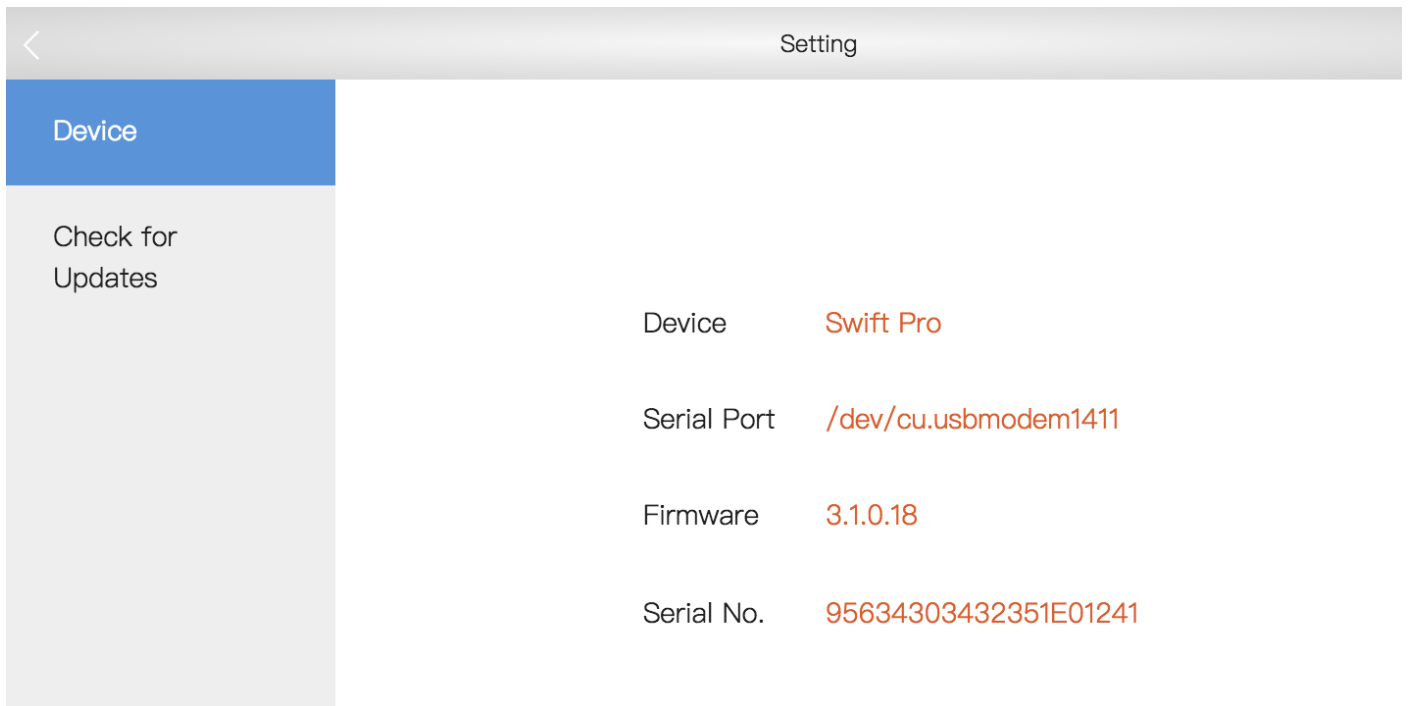 Setting
Device
Check for
Updates
Device Swift Pro
Serial Port /dev/cu.usbmodem1411
Firmware 3.1.0.18
Serial No. 95634303432351E01241